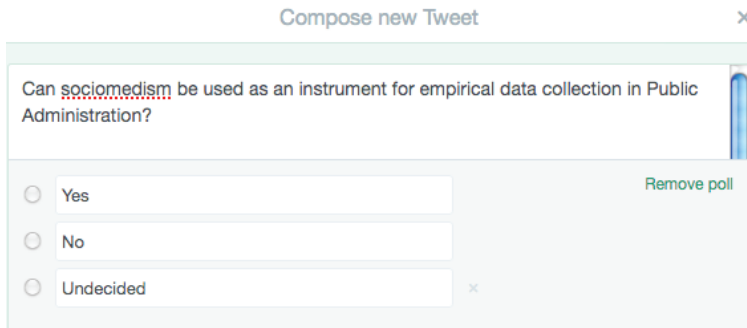 Compose new Tweet
Can sociomedism be used as an instrument for empirical data collection in Public
Administration?
Remove poll
Yes
No
Undecided